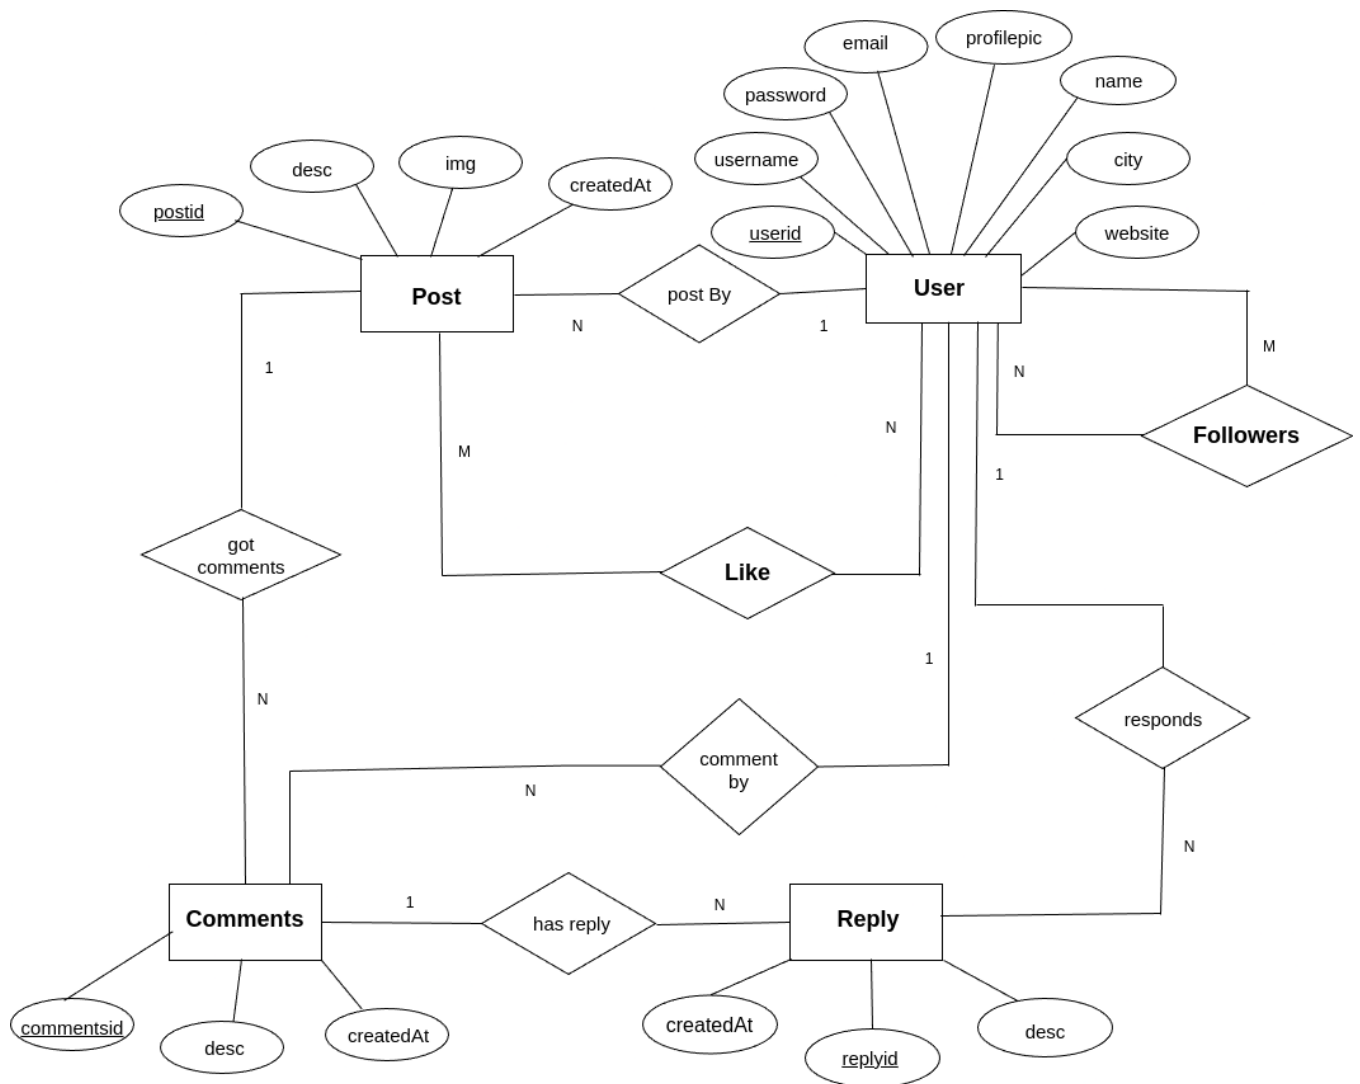 profilepic
email
name
password
img
username
city
desc
createdAt
postid
userid
website
Post
post By
User
N
1
M
1
N
M
N
Followers
1
got
comments
Like
1
N
responds
comment
by
N
N
1
N
Comments
has reply
Reply
createdAt
commentsid
desc
createdAt
desc
replyid